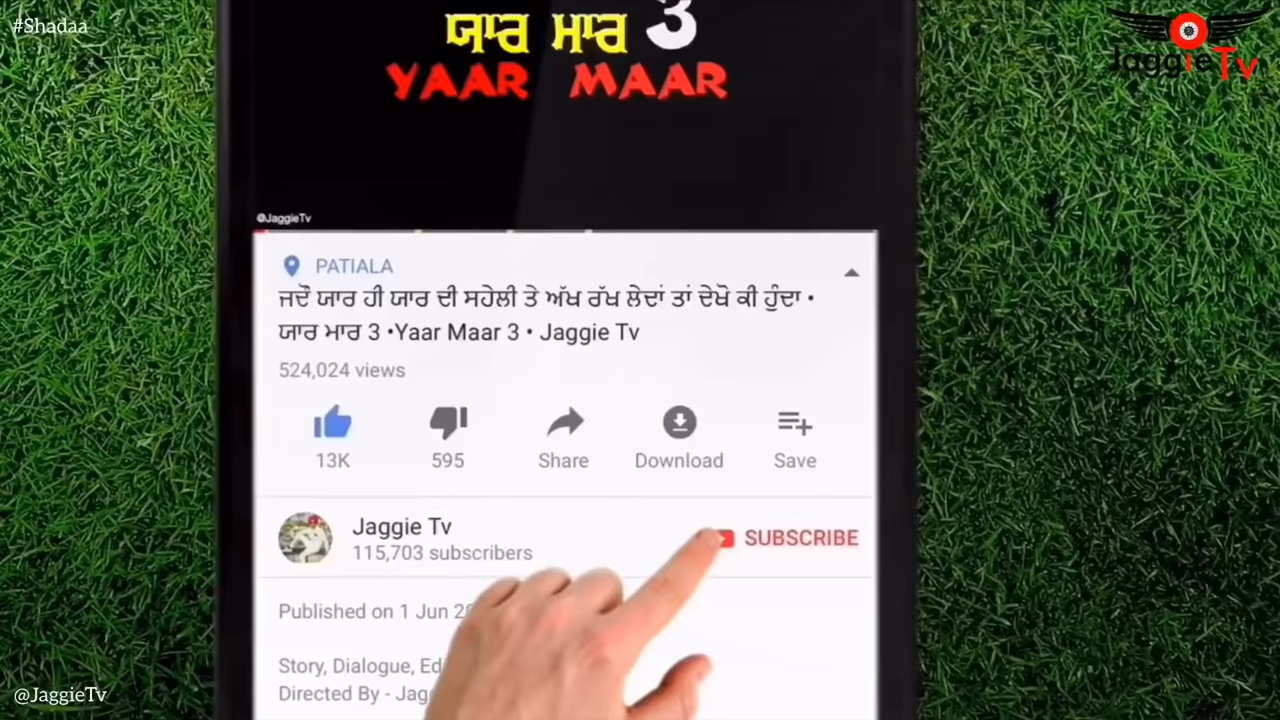 #Shadaa
JaggieTv
ਯਾਰ ਮਾਰ 3
YAAR MAAR
@JaggieTv
PATIALA
ਜਦੋਂ ਯਾਰ ਹੀ ਯਾਰ ਦੀ ਸਹੇਲੀ ਤੇ ਅੱਖ ਰੱਖ ਲੇਦਾਂ ਤਾਂ ਦੇਖੋ ਕੀ ਹੁੰਦਾ •
ਯਾਰ ਮਾਰ 3 •Yaar Maar 3 • Jaggie Tv
524,024 views
13K 595 Share Download Save
Jaggie Tv
115,703 subscribers
SUBSCRIBE
Published on 1 Jun
Story, Dialogue,
Directed By -
@JaggieTv